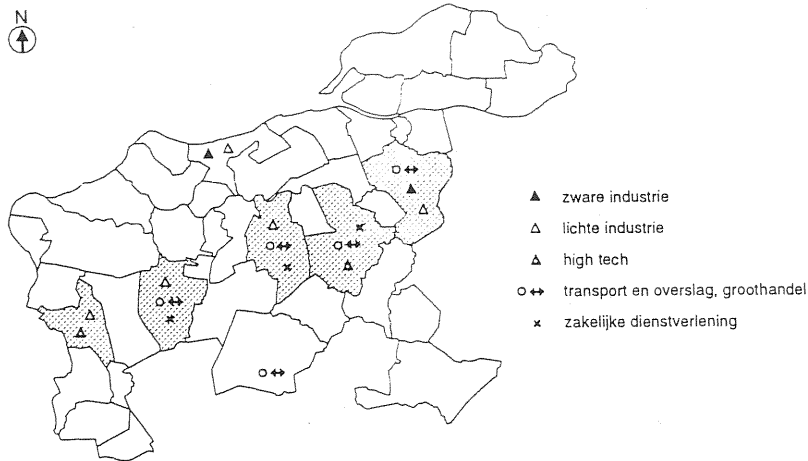 N
zware industrie
lichte industrie
high tech
transport en overslag, groothandel
zakelijke dienstverlening